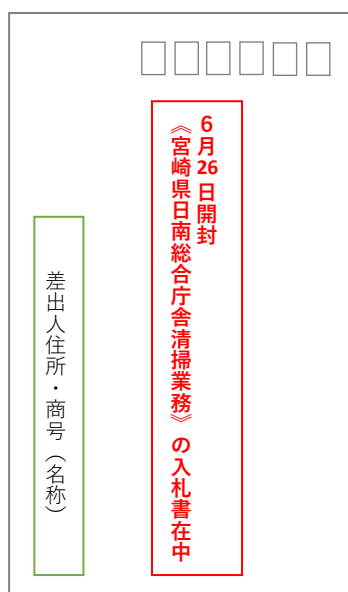 ６月26日開封
《宮崎県日南総合庁舎清掃業務》の入札書在中
差出人住所・商号（名称）